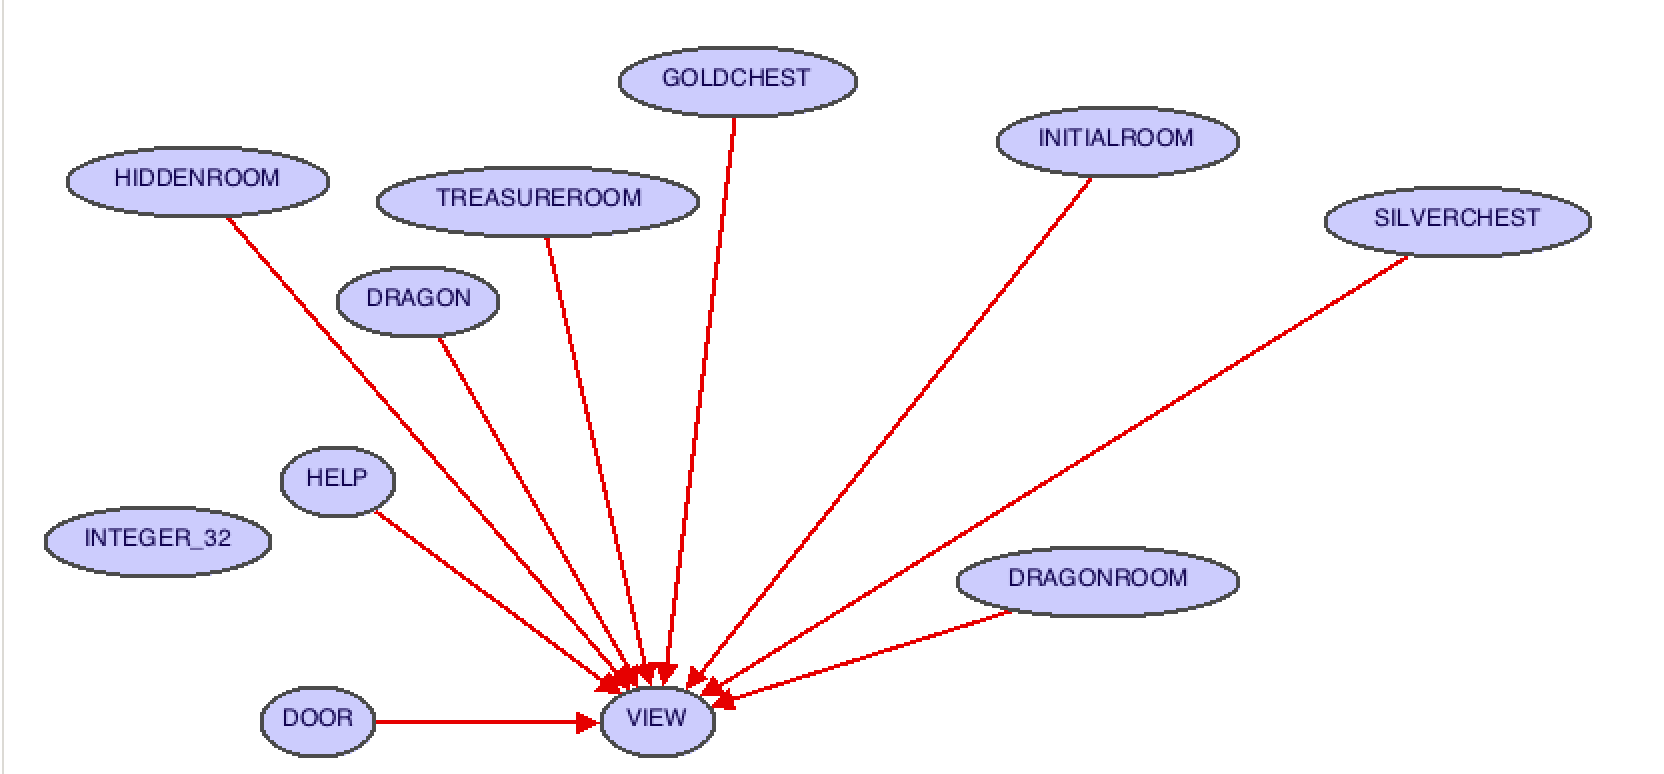 GOLDCHEST
INITIALROOM
HIDDENROOM
TREASUREROOM
SILVERCHEST
DRAGON
HELP
INTEGER_32
DRAGONROOM
DOOR
VIEW